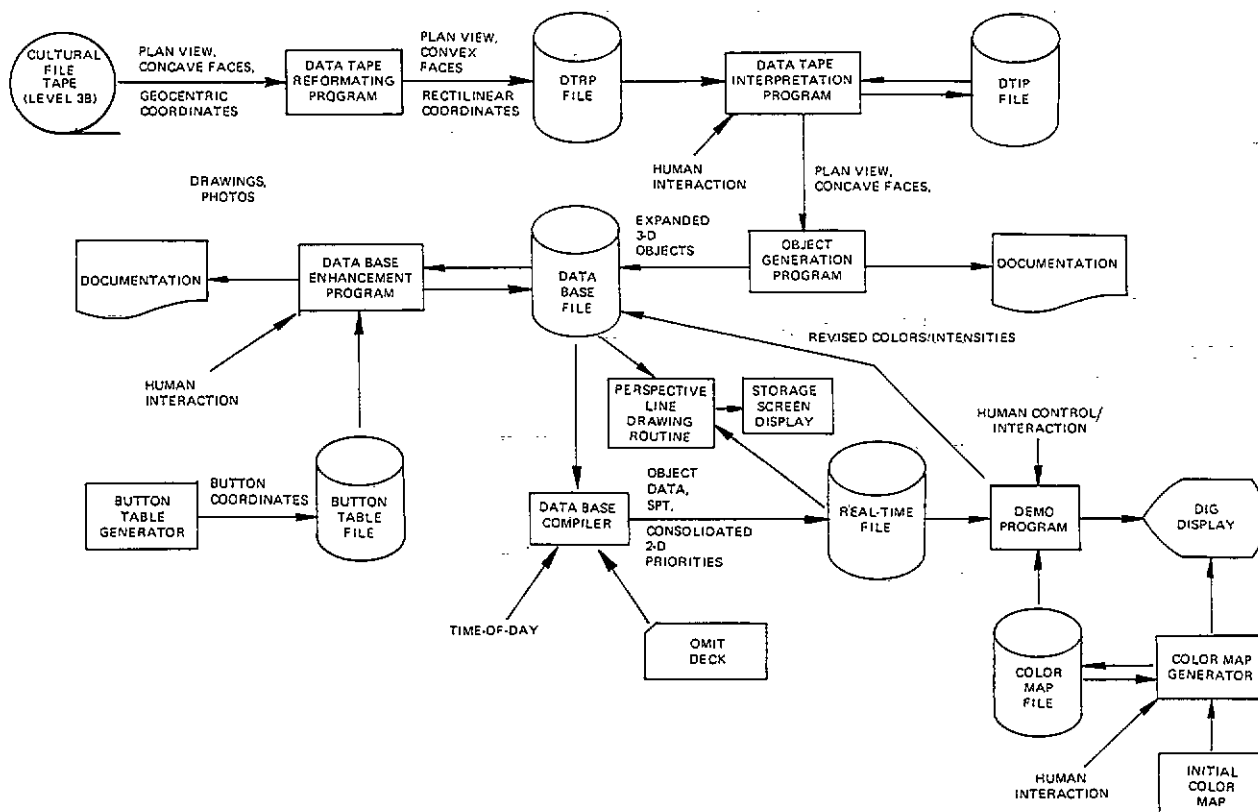 CULTURAL
FILE
TAPE
(LEVEL 3B)
PLAN VIEW,
CONCAVE FACES,
GEOCENTRIC
COORDINATES
DATA TAPE
REFORMATING
PROGRAM
PLAN VIEW,
CONVEX
FACES
RECTILINEAR
COORDINATES
DTRP
FILE
DATA TAPE
INTERPRETATION
PROGRAM
DTIP
FILE
HUMAN
INTERACTION
PLAN VIEW,
CONCAVE FACES,
DRAWINGS,
PHOTOS
DOCUMENTATION
DATA BASE
ENHANCEMENT
PROGRAM
DATA
BASE
FILE
EXPANDED
3-D
OBJECTS
OBJECT
GENERATION
PROGRAM
DOCUMENTATION
REVISED COLORS/INTENSITIES
HUMAN
INTERACTION
PERSPECTIVE
LINE
DRAWING
ROUTINE
STORAGE
SCREEN
DISPLAY
HUMAN CONTROL/
INTERACTION
BUTTON
TABLE
GENERATOR
BUTTON
COORDINATES
BUTTON
TABLE
FILE
DATA BASE
COMPILER
OBJECT
DATA,
SPT,
CONSOLIDATED
2-D
PRIORITIES
REAL-TIME
FILE
DEMO
PROGRAM
DIG
DISPLAY
TIME-OF-DAY
OMIT
DECK
COLOR
MAP
FILE
COLOR MAP
GENERATOR
HUMAN
INTERACTION
INITIAL
COLOR
MAP